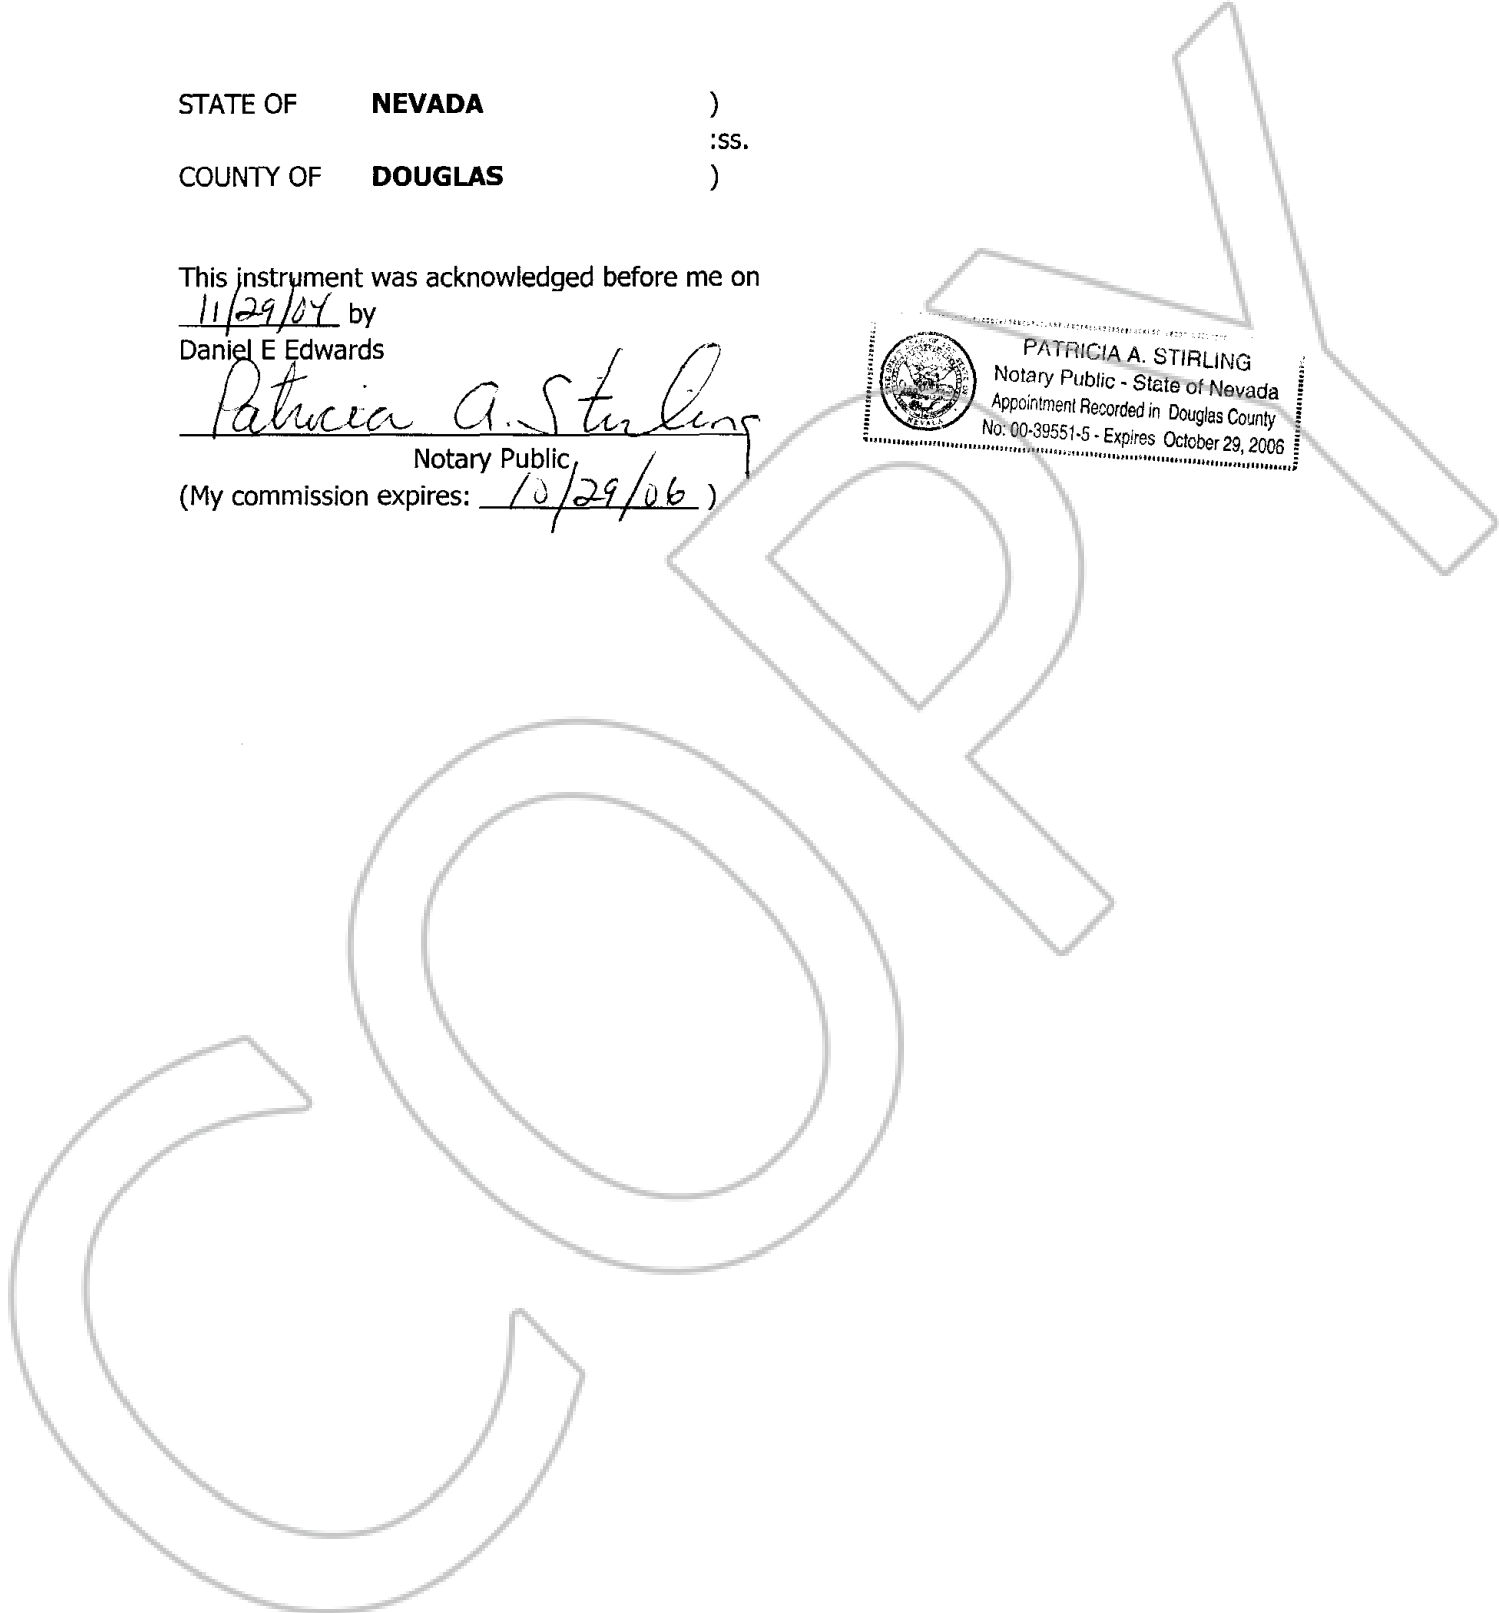 STATE OF NEVADA )
:ss.
COUNTY OF DOUGLAS )
This instrument was acknowledged before me on
11/29/04 by
Daniel E Edwards
Patricia A. Stirling
Notary Public
(My commission expires: 10/29/06 )
PATRICIA A. STIRLING
Notary Public - State of Nevada
Appointment Recorded in Douglas County
No: 00-39551-5 - Expires October 29, 2006
NEVADA
COPY